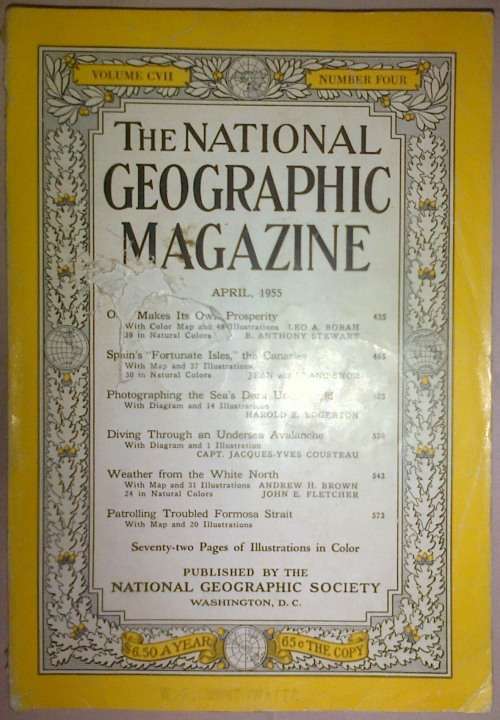 VOLUME CVII
NUMBER FOUR
THE NATIONAL
GEOGRAPHIC
MAGAZINE
APRIL, 1955
Makes Its Own Prosperity 435
With Color Map and 48 Illustrations LEO A. BORAH
39 in Natural Colors B. ANTHONY STEWART
Spain's "Fortunate Isles," the Canaries 485
With Map and 37 Illustrations
30 in Natural Colors JEAN AND
Photographing the Sea's Dark
With Diagram and 14 Illustrations
HAROLD E. EDGERTON
Diving Through an Undersea Avalanche
With Diagram and 1 Illustration
CAPT. JACQUES-YVES COUSTEAU
Weather from the White North 543
With Map and 31 Illustrations ANDREW H. BROWN
24 in Natural Colors JOHN E. FLETCHER
Patrolling Troubled Formosa Strait 573
With Map and 20 Illustrations
Seventy-two Pages of Illustrations in Color
PUBLISHED BY THE
NATIONAL GEOGRAPHIC SOCIETY
WASHINGTON, D. C.
$6.50 A YEAR
65¢ THE COPY